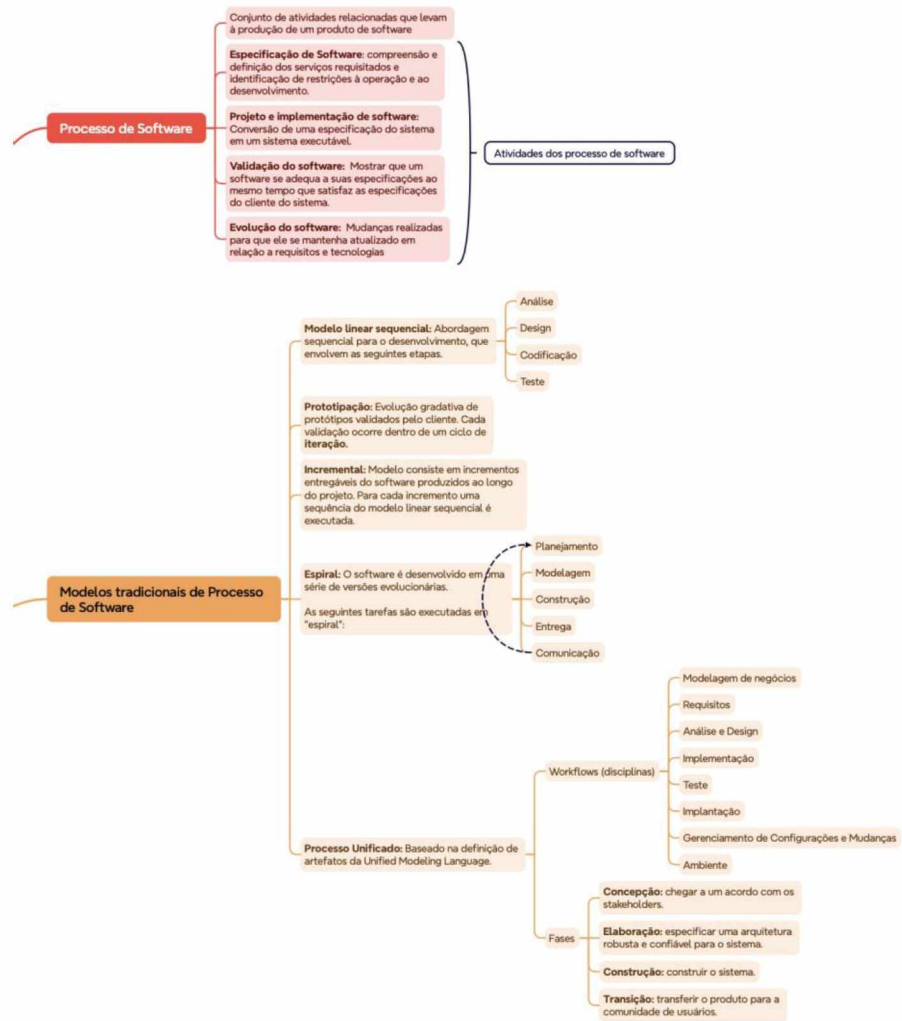 Conjunto de atividades relacionadas que levam
à produção de um produto de software
Especificação de Software: compreensão e
definição dos serviços requisitados e
identificação de restrições à operação e ao
desenvolvimento.
Processo de Software
Projeto e implementação de software:
Conversão de uma especificação do sistema
em um sistema executável.
Atividades dos processo de software
Validação do software: Mostrar que um
software se adequa a suas especificações ao
mesmo tempo que satisfaz as especificações
do cliente do sistema.
Evolução do software: Mudanças realizadas
para que ele se mantenha atualizado em
relação a requisitos e tecnologias
Modelos tradicionais de Processo
de Software
Modelo linear sequencial: Abordagem
sequencial para o desenvolvimento, que
envolvem as seguintes etapas.
Análise
Design
Codificação
Teste
Prototipação: Evolução gradativa de
protótipos validados pelo cliente. Cada
validação ocorre dentro de um ciclo de
iteração.
Incremental: Modelo consiste em incrementos
entregáveis do software produzidos ao longo
do projeto. Para cada incremento uma
sequência do modelo linear sequencial é
executada.
Espiral: O software é desenvolvido em uma
série de versões evolucionárias.
As seguintes tarefas são executadas em
"espiral":
Planejamento
Modelagem
Construção
Entrega
Comunicação
Processo Unificado: Baseado na definição de
artefatos da Unified Modeling Language.
Workflows (disciplinas)
Modelagem de negócios
Requisitos
Análise e Design
Implementação
Teste
Implantação
Gerenciamento de Configurações e Mudanças
Ambiente
Fases
Concepção: chegar a um acordo com os
stakeholders.
Elaboração: especificar uma arquitetura
robusta e confiável para o sistema.
Construção: construir o sistema.
Transição: transferir o produto para a
comunidade de usuários.